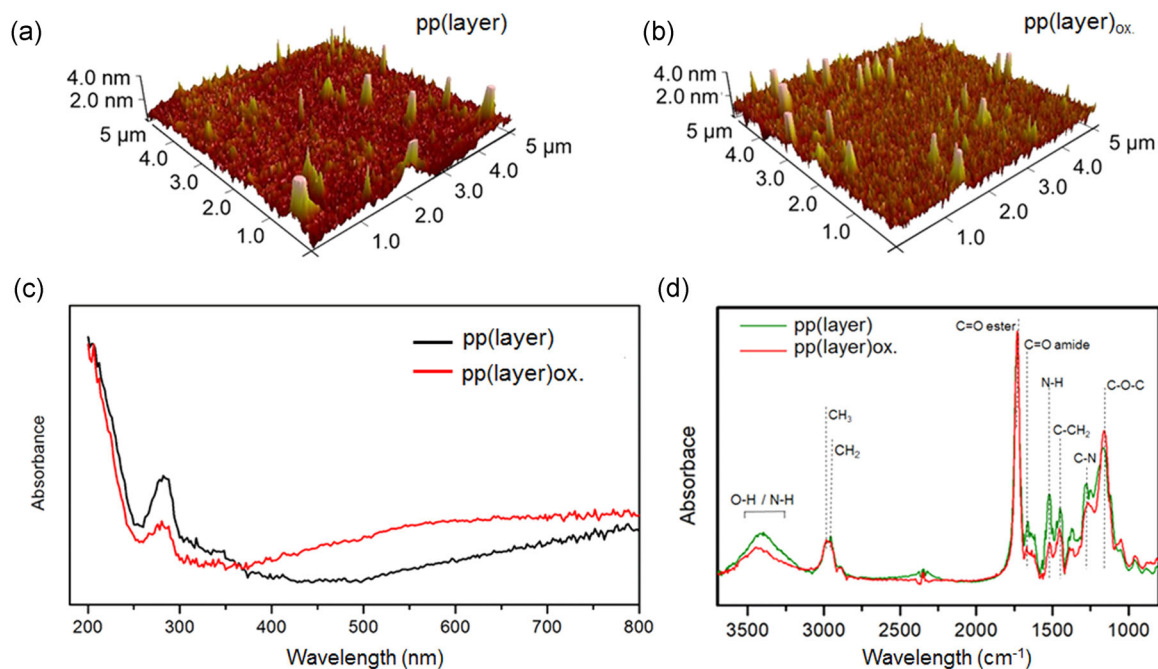 (a)
pp(layer)
4.0 nm
2.0 nm
5 µm
4.0
3.0
2.0
1.0
1.0
2.0
3.0
4.0
5 µm
(b)
pp(layer)ox.
4.0 nm
2.0 nm
5 µm
4.0
3.0
2.0
1.0
1.0
2.0
3.0
4.0
5 µm
(c)
pp(layer)
pp(layer)ox.
Absorbance
200 300 400 500 600 700 800
Wavelength (nm)
(d)
pp(layer)
pp(layer)ox.
C=O ester
C=O amide
N-H
C-O-C
CH3
CH2
C-CH2
C-N
O-H / N-H
Absorbace
3500 3000 2500 2000 1500 1000
Wavelength (cm⁻¹)